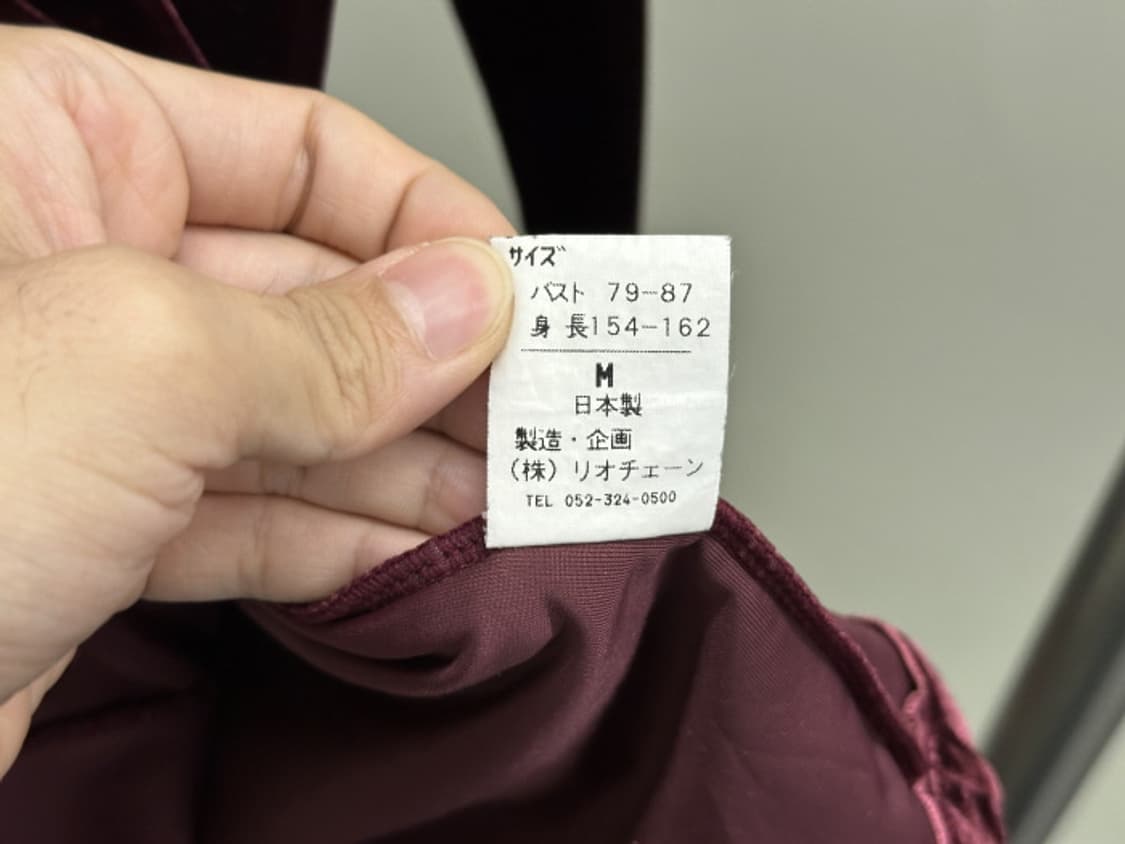 サイズ
バスト 79-87
身 長154-162
M
日本製
製造・企画
(株) リオチェーン
TEL 052-324-0500